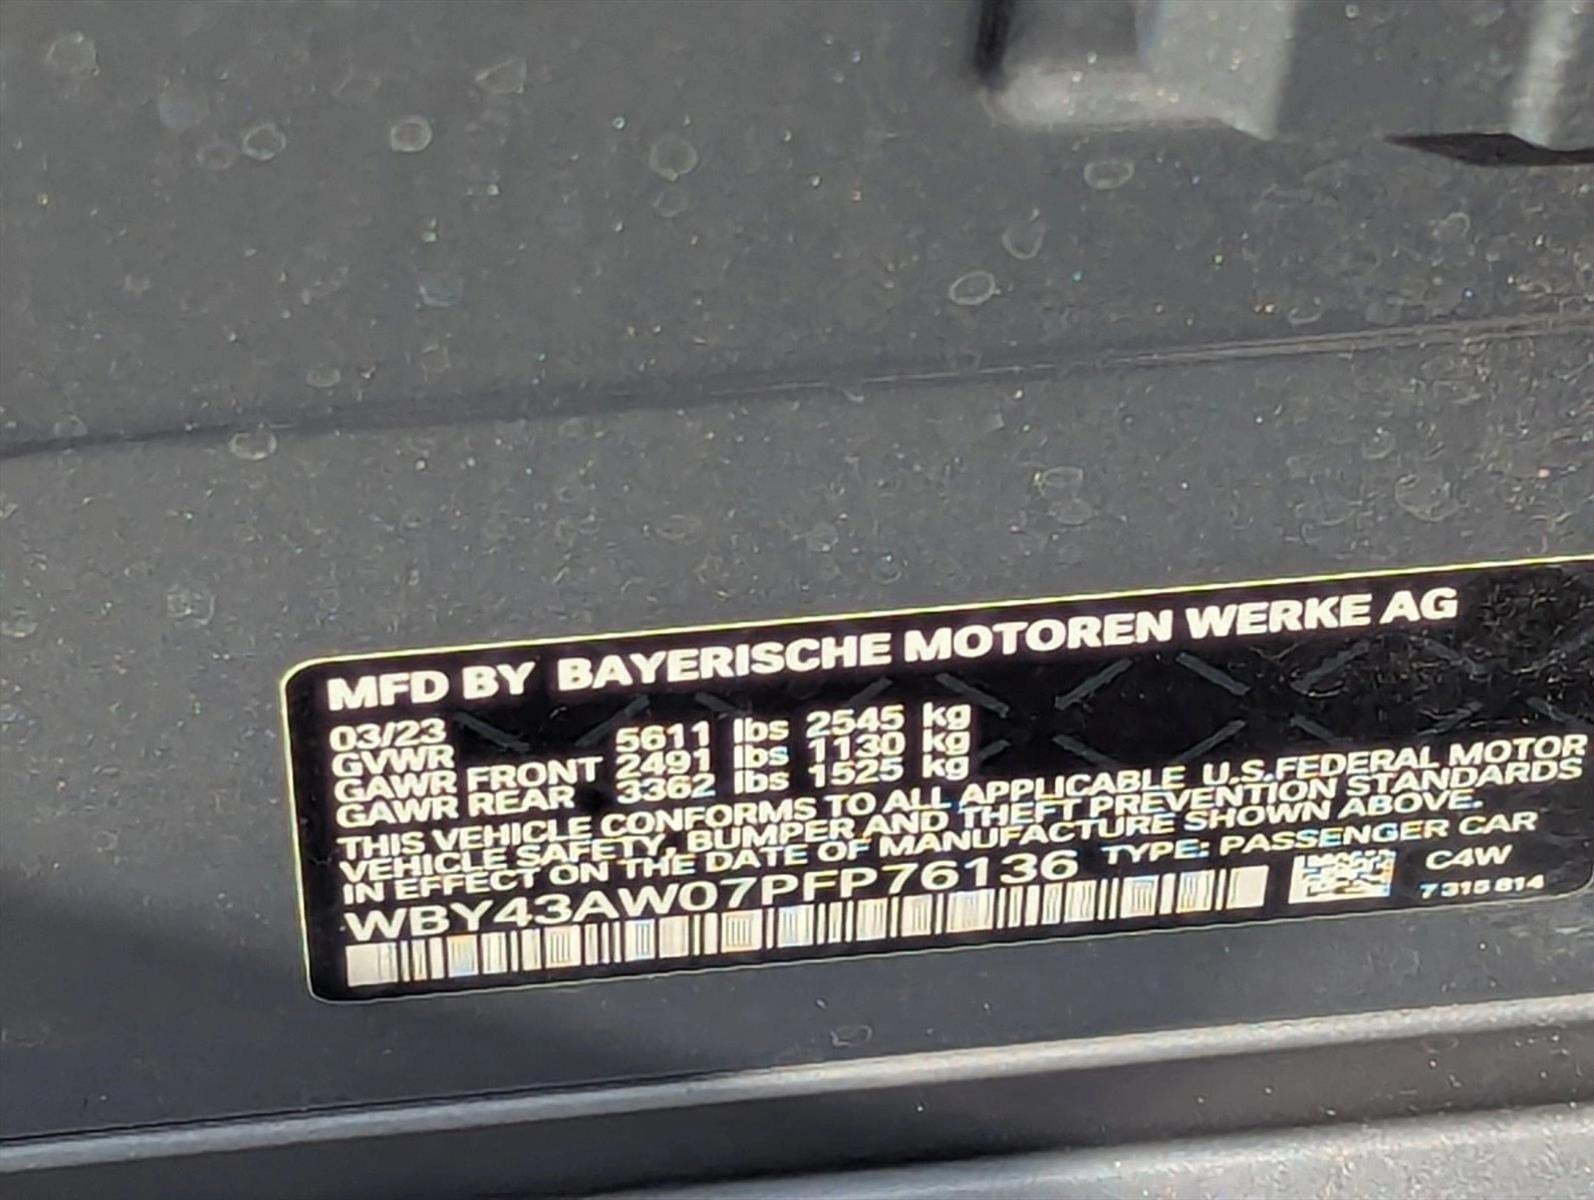 MFD BY BAYERISCHE MOTOREN WERKE AG
03/23
GVWR 5611 lbs 2545 kg
GAWR FRONT 2491 lbs 1130 kg
GAWR REAR 3362 lbs 1525 kg
THIS VEHICLE CONFORMS TO ALL APPLICABLE U.S.FEDERAL MOTOR
VEHICLE SAFETY, BUMPER AND THEFT PREVENTION STANDARDS
IN EFFECT ON THE DATE OF MANUFACTURE SHOWN ABOVE.
WBY43AW07PFP76136 TYPE: PASSENGER CAR
C4W
7 315 814